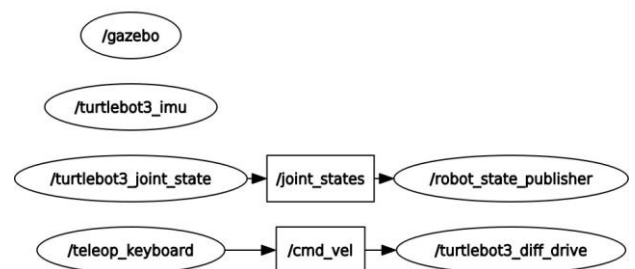 /gazebo
/turtlebot3_imu
/turtlebot3_joint_state /joint_states /robot_state_publisher
/teleop_keyboard /cmd_vel /turtlebot3_diff_drive